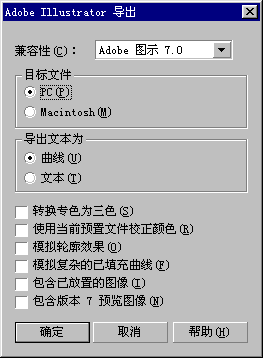 Adobe Illustrator 导出
兼容性(C): Adobe 图示 7.0
目标文件
PC(P)
Macintosh(M)
导出文本为
曲线(U)
文本(T)
转换专色为三色(S)
使用当前预置文件校正颜色(R)
模拟轮廓效果(O)
模拟复杂的已填充曲线(F)
包含已放置的图像(I)
包含版本 7 预览图像(N)
确定 取消 帮助(H)